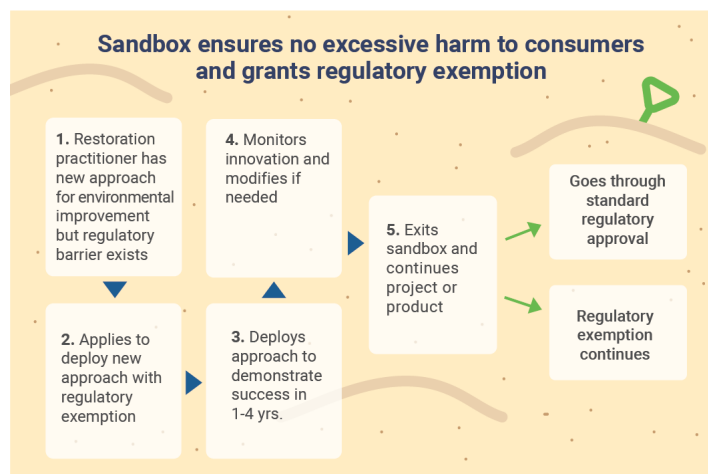 Sandbox ensures no excessive harm to consumers
and grants regulatory exemption
1. Restoration
practitioner has
new approach
for environmental
improvement
but regulatory
barrier exists
2. Applies to
deploy new
approach with
regulatory
exemption
3. Deploys
approach to
demonstrate
success in
1-4 yrs.
4. Monitors
innovation and
modifies if
needed
5. Exits
sandbox and
continues
project or
product
Goes through
standard
regulatory
approval
Regulatory
exemption
continues